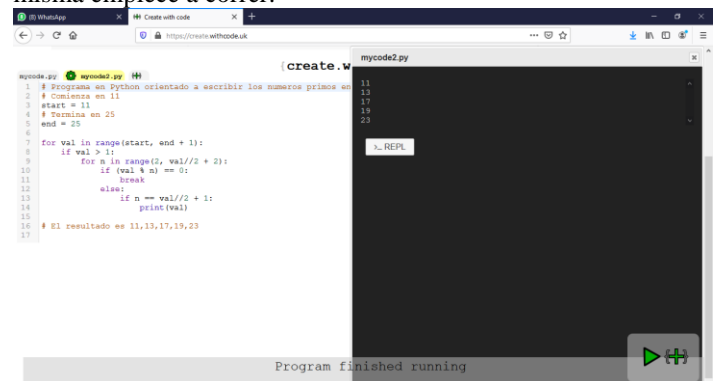 misma empiece a correr.
(8) WhatsApp
Create with code
https://create.withcode.uk
{create.w
mycode.py mycode2.py
1 # Programa en Python orientado a escribir los numeros primos en
2 # Comienza en 11
3 start = 11
4 # Termina en 25
5 end = 25
6
7 for val in range(start, end + 1):
8 if val > 1:
9 for n in range(2, val//2 + 2):
10 if (val % n) == 0:
11 break
12 else:
13 if n == val//2 + 1:
14 print(val)
15
16 # El resultado es 11,13,17,19,23
17
mycode2.py
11
13
17
19
23
>_ REPL
Program finished running